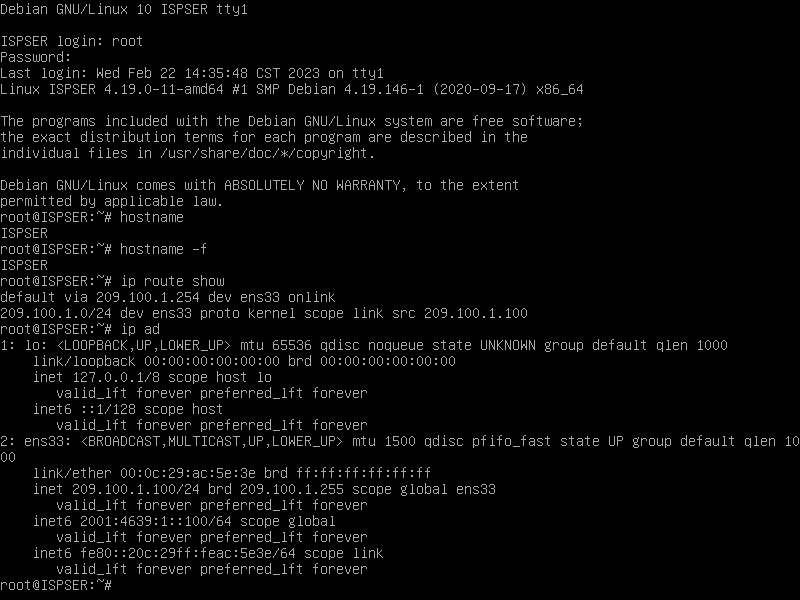 Debian GNU/Linux 10 ISPSER tty1
ISPSER login: root
Password:
Last login: Wed Feb 22 14:35:48 CST 2023 on tty1
Linux ISPSER 4.19.0-11-amd64 #1 SMP Debian 4.19.146-1 (2020-09-17) x86_64
The programs included with the Debian GNU/Linux system are free software;
the exact distribution terms for each program are described in the
individual files in /usr/share/doc/*/copyright.
Debian GNU/Linux comes with ABSOLUTELY NO WARRANTY, to the extent
permitted by applicable law.
root@ISPSER:~# hostname
ISPSER
root@ISPSER:~# hostname -f
ISPSER
root@ISPSER:~# ip route show
default via 209.100.1.254 dev ens33 onlink
209.100.1.0/24 dev ens33 proto kernel scope link src 209.100.1.100
root@ISPSER:~# ip ad
1: lo: <LOOPBACK,UP,LOWER_UP> mtu 65536 qdisc noqueue state UNKNOWN group default qlen 1000
    link/loopback 00:00:00:00:00:00 brd 00:00:00:00:00:00
    inet 127.0.0.1/8 scope host lo
       valid_lft forever preferred_lft forever
    inet6 ::1/128 scope host
       valid_lft forever preferred_lft forever
2: ens33: <BROADCAST,MULTICAST,UP,LOWER_UP> mtu 1500 qdisc pfifo_fast state UP group default qlen 10
00
    link/ether 00:0c:29:ac:5e:3e brd ff:ff:ff:ff:ff:ff
    inet 209.100.1.100/24 brd 209.100.1.255 scope global ens33
       valid_lft forever preferred_lft forever
    inet6 2001:4639:1::100/64 scope global
       valid_lft forever preferred_lft forever
    inet6 fe80::20c:29ff:feac:5e3e/64 scope link
       valid_lft forever preferred_lft forever
root@ISPSER:~#